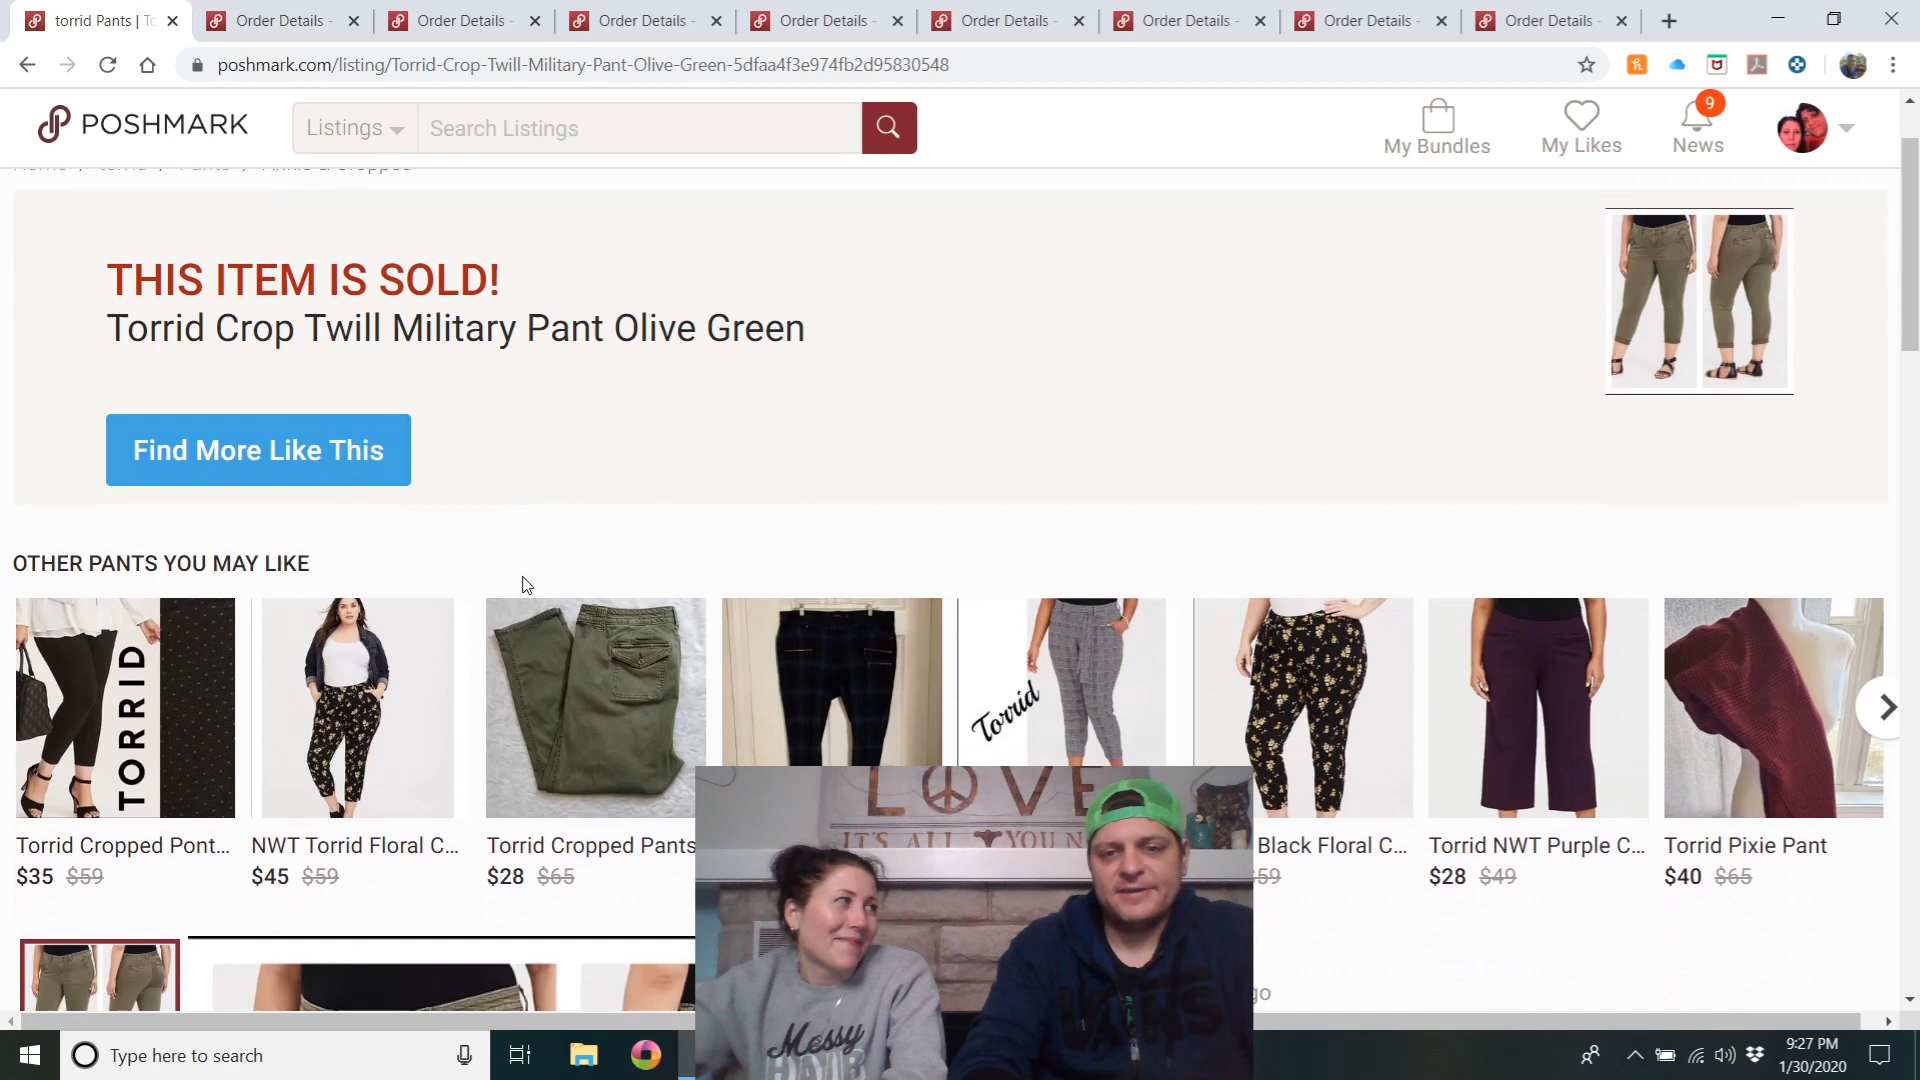 torrid Pants | To
Order Details -
Order Details -
Order Details -
Order Details -
Order Details -
Order Details -
Order Details -
Order Details -
poshmark.com/listing/Torrid-Crop-Twill-Military-Pant-Olive-Green-5dfaa4f3e974fb2d95830548
POSHMARK
Listings
Search Listings
My Bundles
My Likes
9
News
THIS ITEM IS SOLD!
Torrid Crop Twill Military Pant Olive Green
Find More Like This
OTHER PANTS YOU MAY LIKE
TORRID
Torrid
Torrid Cropped Pont...
$35 $59
NWT Torrid Floral C...
$45 $59
Torrid Cropped Pants
$28 $65
Black Floral C...
$59
Torrid NWT Purple C...
$28 $49
Torrid Pixie Pant
$40 $65
LOVE
IT'S ALL YOU N
Messy
HAIR
VANS
go
Type here to search
9:27 PM
1/30/2020